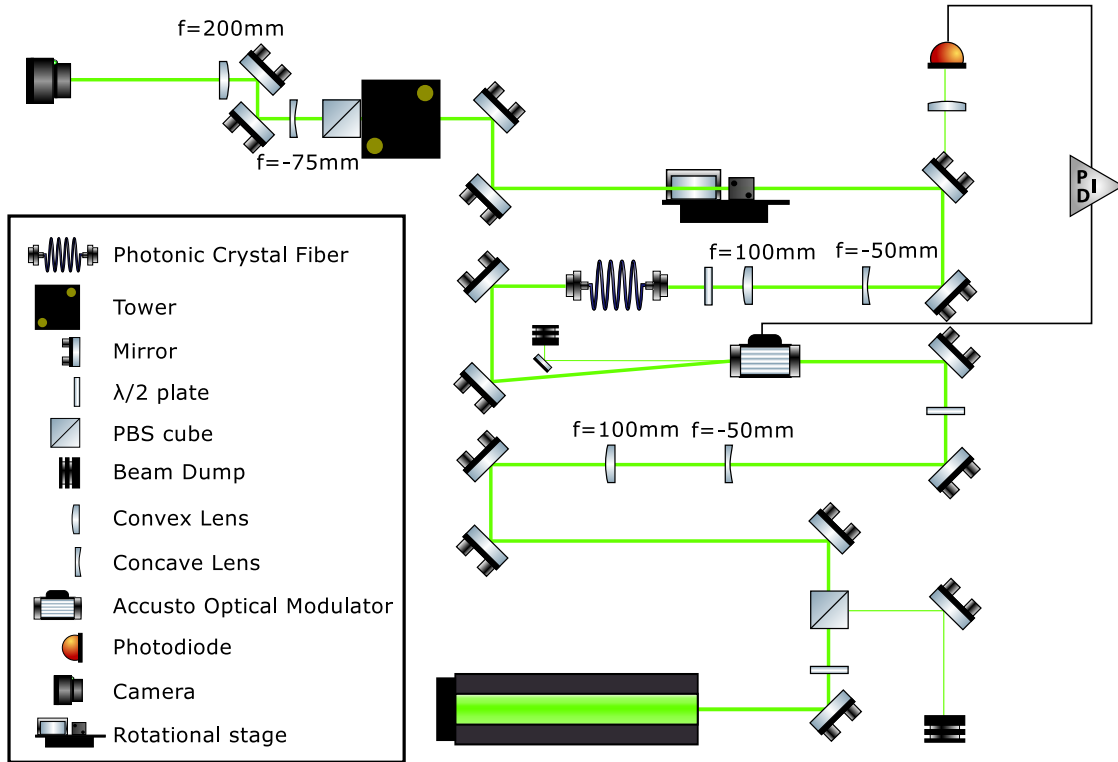 f=200mm
f=-75mm
P I
D
f=100mm
f=-50mm
f=100mm
f=-50mm
Photonic Crystal Fiber
Tower
Mirror
λ/2 plate
PBS cube
Beam Dump
Convex Lens
Concave Lens
Accusto Optical Modulator
Photodiode
Camera
Rotational stage